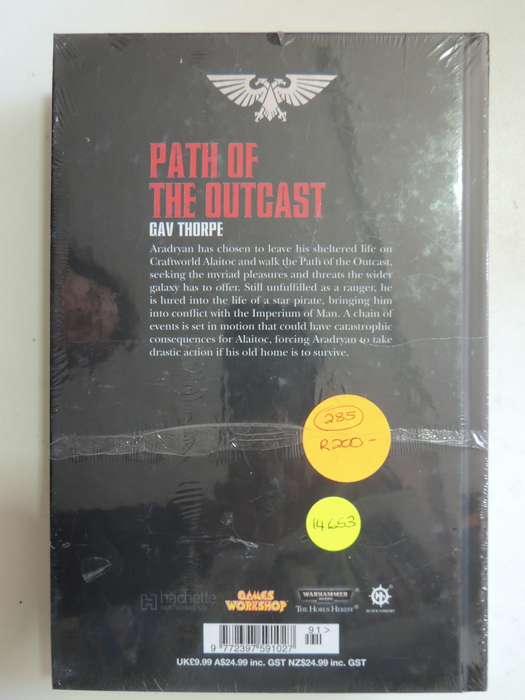 PATH OF
THE OUTCAST
GAV THORPE
Aradryan has chosen to leave his sheltered life on
Craftworld Alaitoc and walk the Path of the Outcast,
seeking the myriad pleasures and threats the wider
galaxy has to offer. Still unfulfilled as a ranger, he
is lured into the life of a star pirate, bringing him
into conflict with the Imperium of Man. A chain of
events is set in motion that could have catastrophic
consequences for Alaitoc, forcing Aradryan to take
drastic action if his old home is to survive.
285
R200-
14653
hachette
GAMES
WORKSHOP
WARHAMMER
THE HORUS HERESY
BLACK LIBRARY
91>
9 772397 591027
UK£9.99 A$24.99 inc. GST NZ$24.99 inc. GST